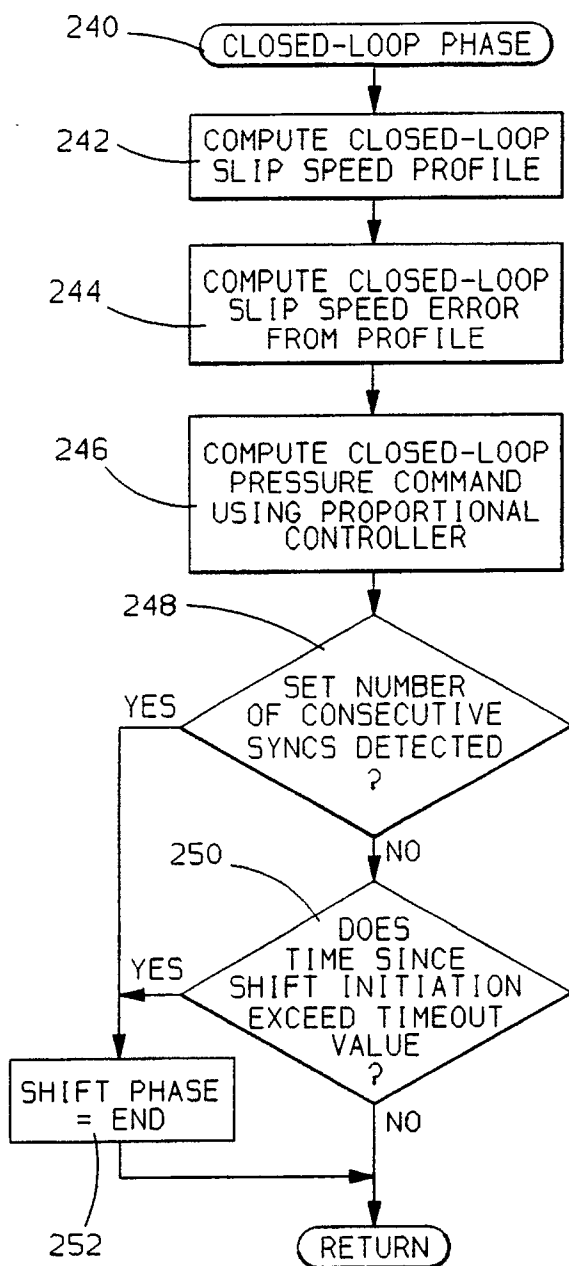 240
CLOSED-LOOP PHASE
242
COMPUTE CLOSED-LOOP
SLIP SPEED PROFILE
244
COMPUTE CLOSED-LOOP
SLIP SPEED ERROR
FROM PROFILE
246
COMPUTE CLOSED-LOOP
PRESSURE COMMAND
USING PROPORTIONAL
CONTROLLER
248
SET NUMBER
OF CONSECUTIVE
SYNCS DETECTED
?
YES
NO
250
DOES
TIME SINCE
SHIFT INITIATION
EXCEED TIMEOUT
VALUE
?
YES
NO
SHIFT PHASE
= END
252
RETURN